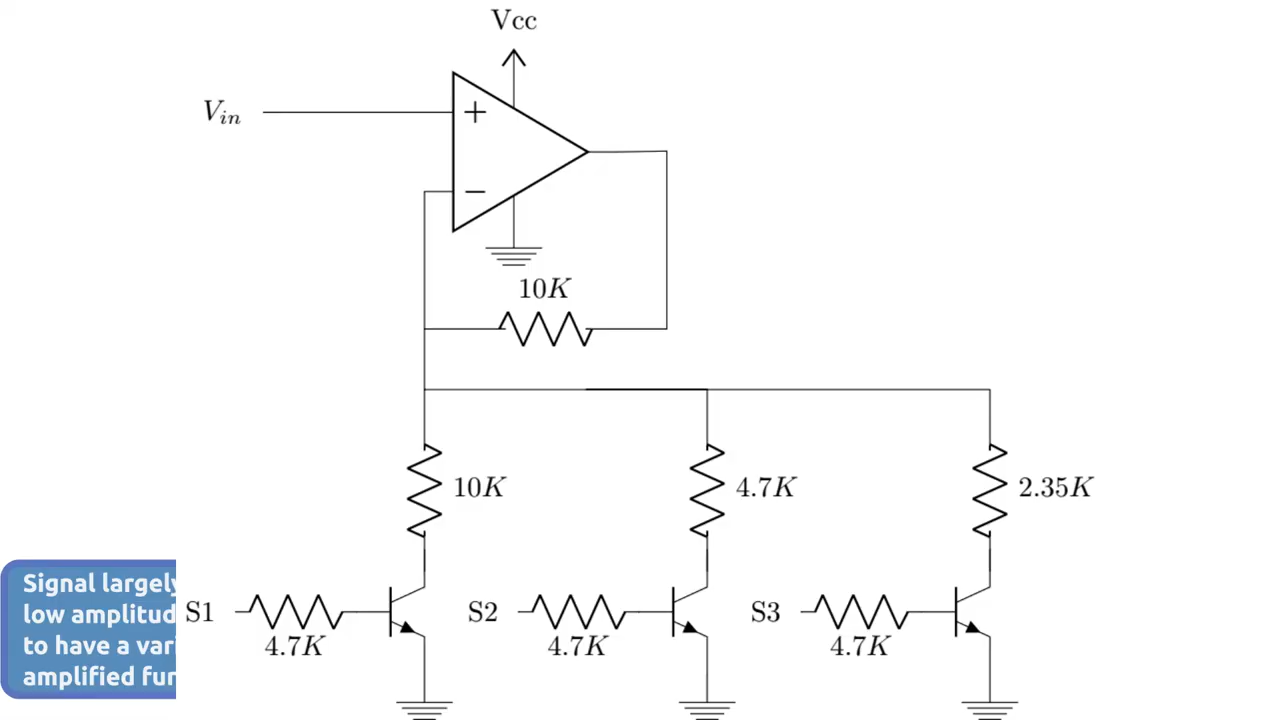 Vcc
V_in
+
−
10K
10K
4.7K
2.35K
Signal largely
low amplitud
to have a vari
amplified fun
S1
S2
S3
4.7K
4.7K
4.7K